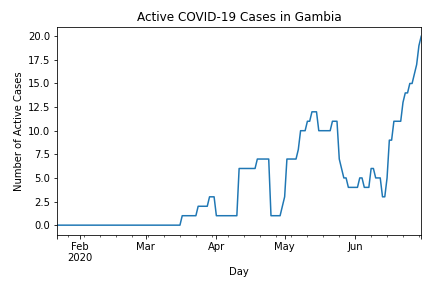 Active COVID-19 Cases in Gambia
Number of Active Cases
20.0
17.5
15.0
12.5
10.0
7.5
5.0
2.5
0.0
Feb Mar Apr May Jun
2020
Day